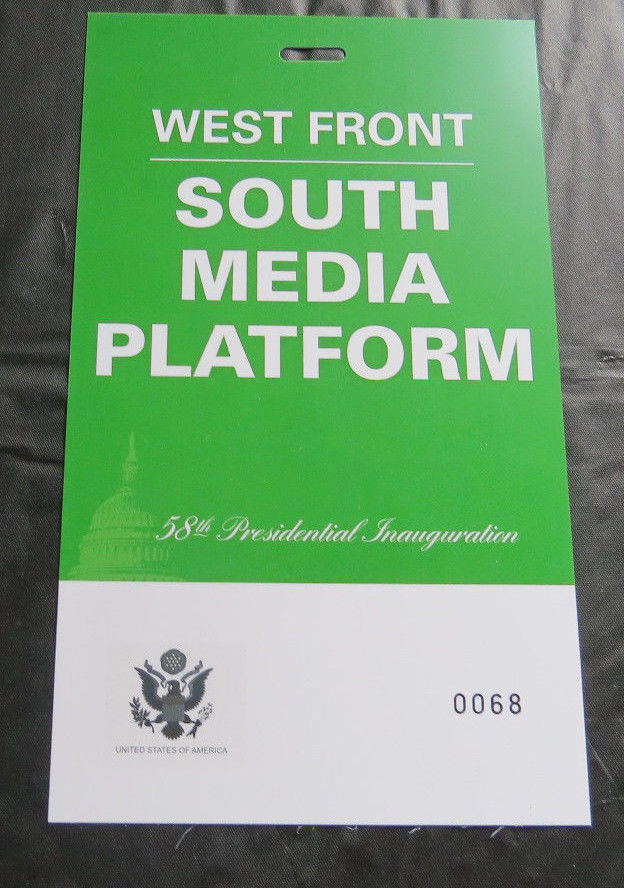 WEST FRONT
SOUTH
MEDIA
PLATFORM
58th Presidential Inauguration
UNITED STATES OF AMERICA
0068